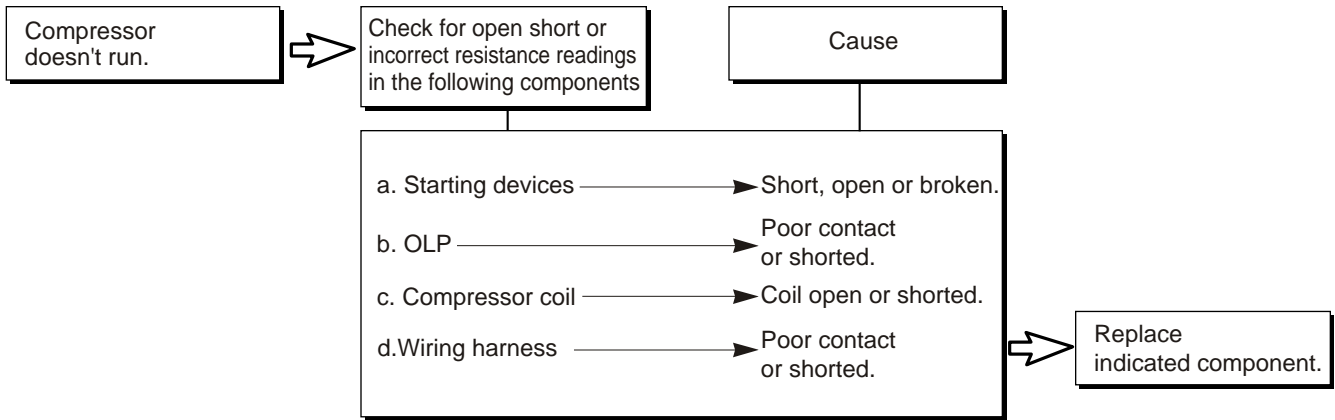 Compressor
doesn't run.
Check for open short or
incorrect resistance readings
in the following components
Cause
a. Starting devices
Short, open or broken.
b. OLP
Poor contact
or shorted.
c. Compressor coil
Coil open or shorted.
d.Wiring harness
Poor contact
or shorted.
Replace
indicated component.